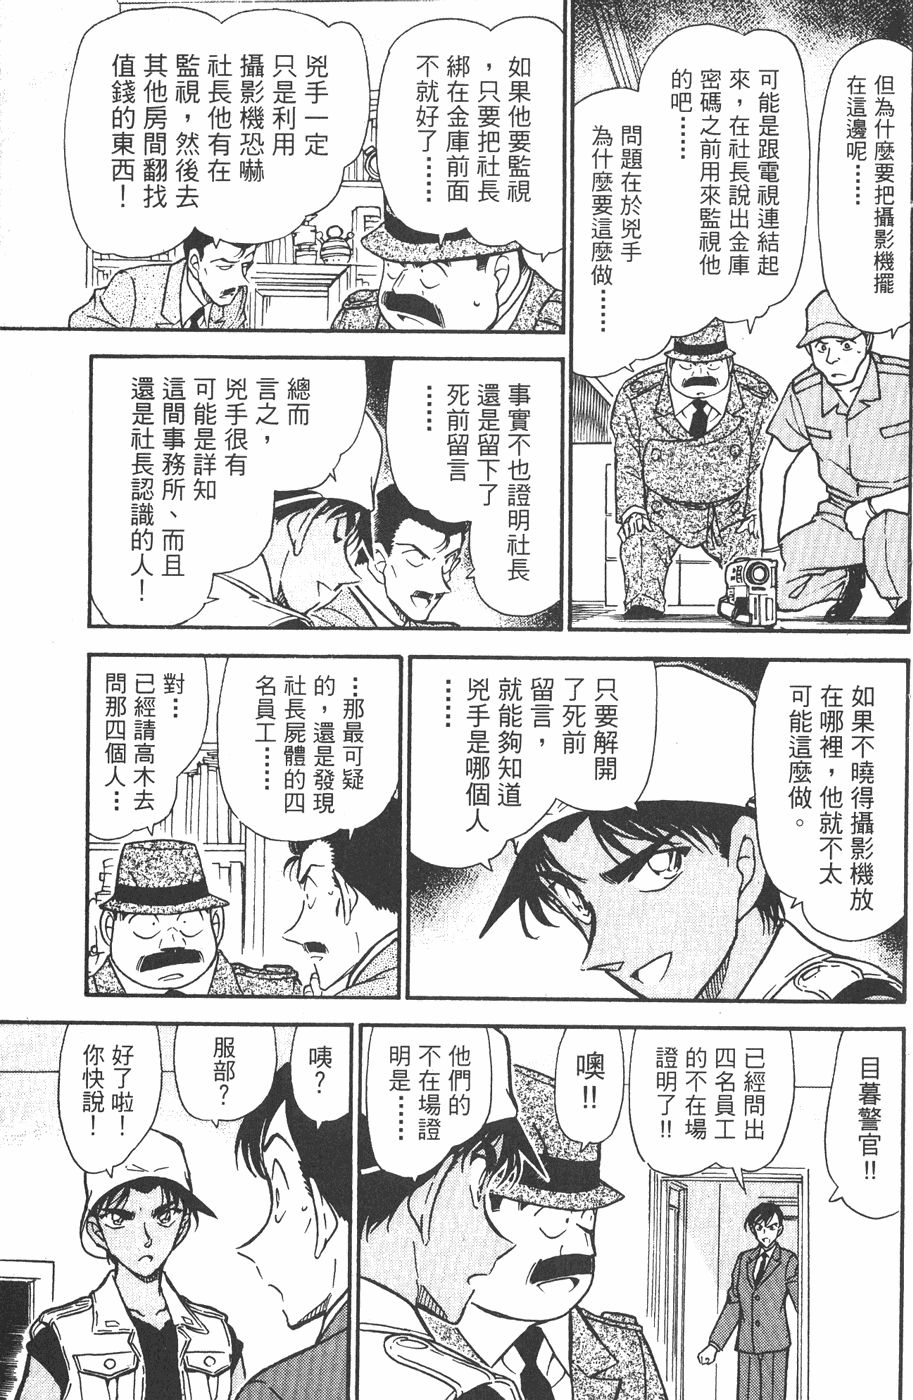 但為什麼要把攝影機擺
在這邊呢……
可能是跟電視連結起
來，在社長說出金庫
密碼之前用來監視他
的吧……
問題在於兇手
為什麼要這麼做……
如果他要監視
，只要把社長
綁在金庫前面
不就好了……
兇手一定
只是利用
攝影機恐嚇
社長他有在
監視，然後去
其他房間翻找
值錢的東西！
事實不也證明社長
還是留下了
死前留言
……
總而
言之，
兇手很有
可能是詳知
這間事務所、而且
還是社長認識的人！
如果不曉得攝影機放
在哪裡，他就不太
可能這麼做。
只要解開
了死前
留言，
就能夠知道
兇手是哪個人
……
…那最可疑
的，還是發現
社長屍體的四
名員工……
對…
已經請高木去
問那四個人…
目暮警官!!
已經問出
四名員工
的不在場
證明了!!
噢!!
他們的
不在場證
明是……
咦？
服部？
好了啦！
你快說！